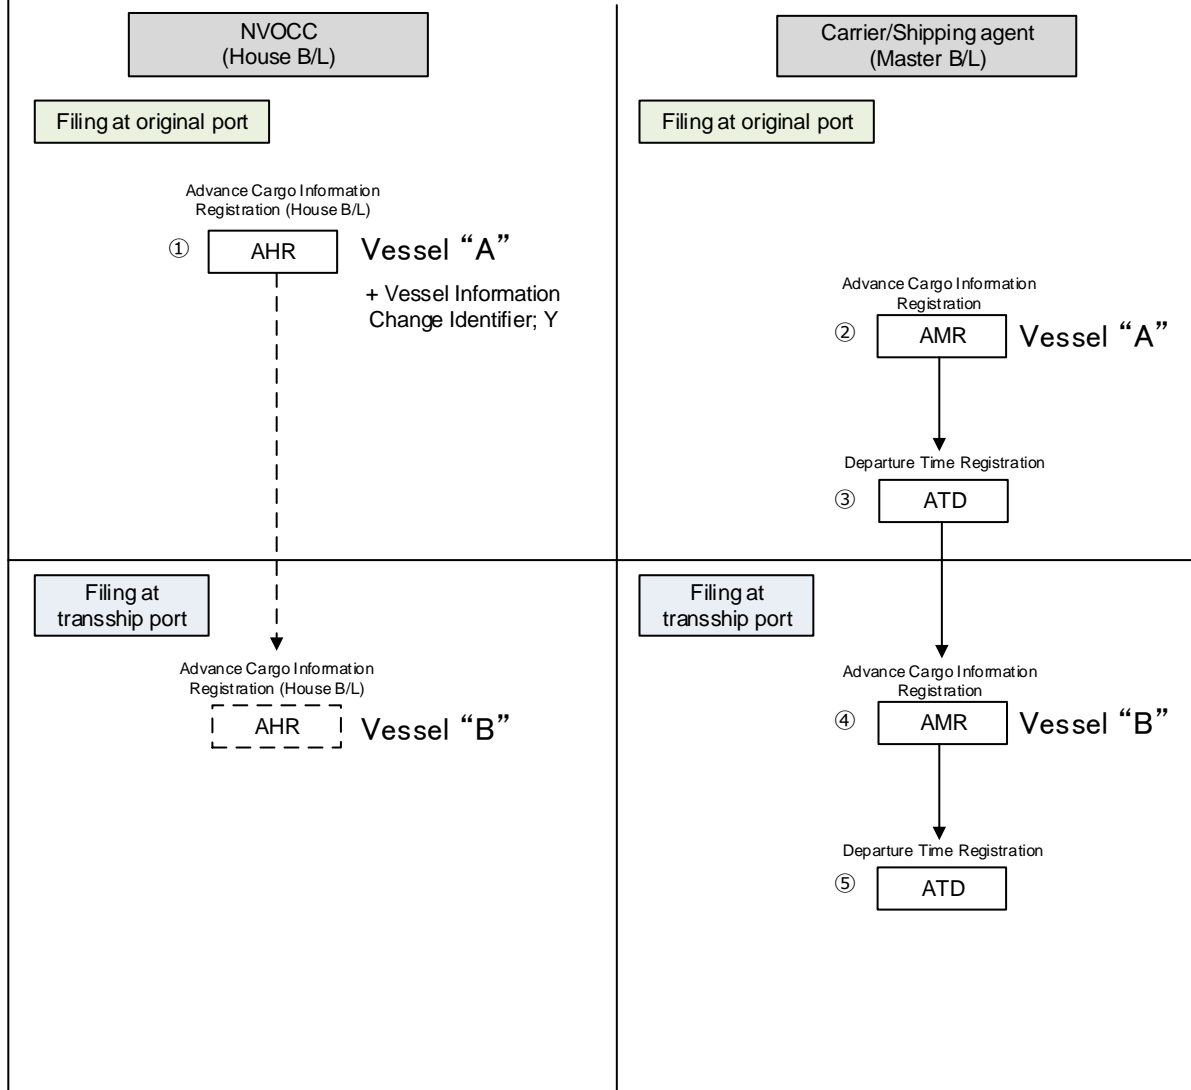 NVOCC
(House B/L)
Carrier/Shipping agent
(Master B/L)
Filing at original port
Filing at original port
Advance Cargo Information
Registration (House B/L)
① AHR Vessel “A”
+ Vessel Information
Change Identifier; Y
Advance Cargo Information
Registration
② AMR Vessel “A”
Departure Time Registration
③ ATD
Filing at
transship port
Filing at
transship port
Advance Cargo Information
Registration (House B/L)
AHR Vessel “B”
Advance Cargo Information
Registration
④ AMR Vessel “B”
Departure Time Registration
⑤ ATD